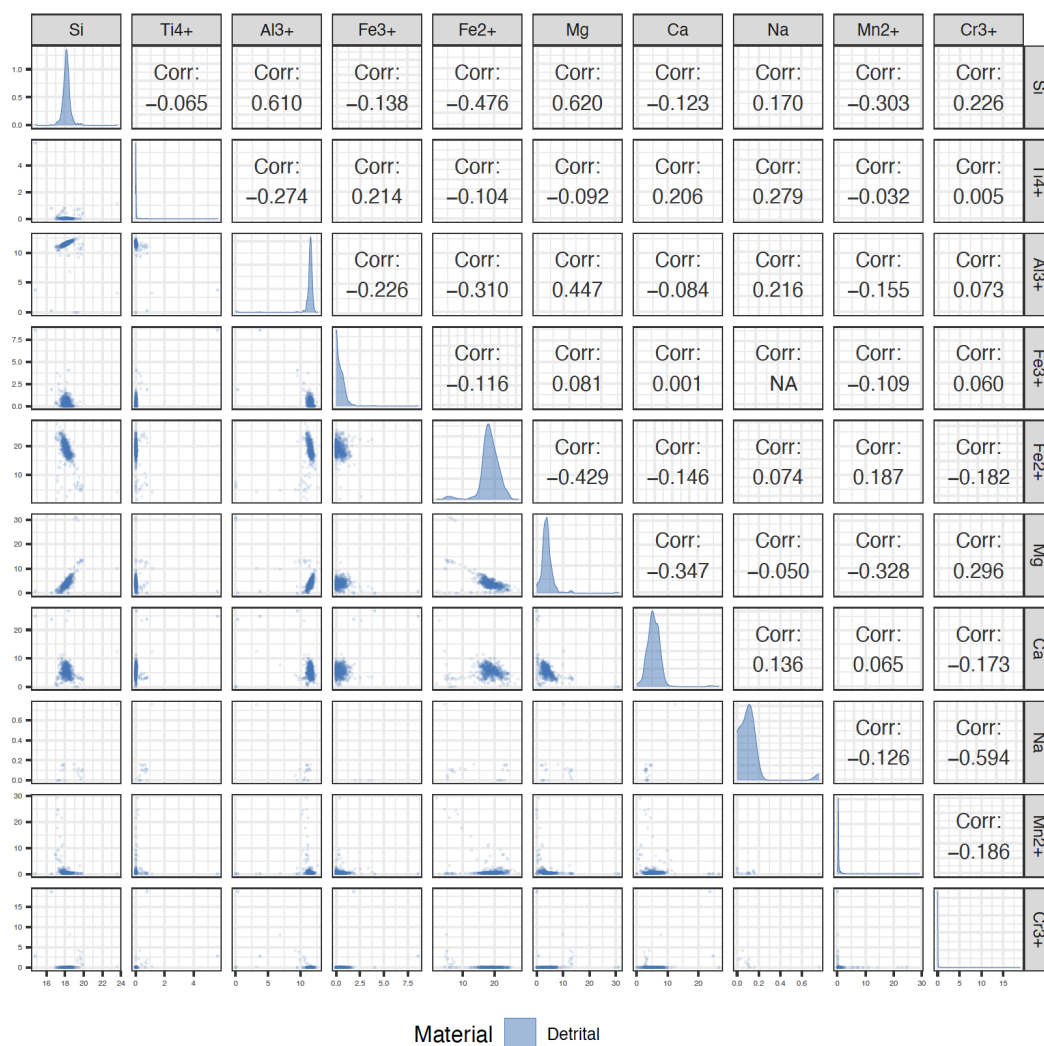 Si Ti4+ Al3+ Fe3+ Fe2+ Mg Ca Na Mn2+ Cr3+
1.0
0.5
0.0
Corr: Corr: Corr: Corr: Corr: Corr: Corr: Corr: Corr:
−0.065 0.610 −0.138 −0.476 0.620 −0.123 0.170 −0.303 0.226
Si
4
2
0
Corr: Corr: Corr: Corr: Corr: Corr: Corr: Corr:
−0.274 0.214 −0.104 −0.092 0.206 0.279 −0.032 0.005
Ti4+
10
5
0
Corr: Corr: Corr: Corr: Corr: Corr: Corr:
−0.226 −0.310 0.447 −0.084 0.216 −0.155 0.073
Al3+
7.5
5.0
2.5
0.0
Corr: Corr: Corr: Corr: Corr: Corr:
−0.116 0.081 0.001 NA −0.109 0.060
Fe3+
20
10
Corr: Corr: Corr: Corr: Corr:
−0.429 −0.146 0.074 0.187 −0.182
Fe2+
30
20
10
0
Corr: Corr: Corr: Corr:
−0.347 −0.050 −0.328 0.296
Mg
20
10
0
Corr: Corr: Corr:
0.136 0.065 −0.173
Ca
0.6
0.4
0.2
0.0
Corr: Corr:
−0.126 −0.594
Na
30
20
10
0
Corr:
−0.186
Mn2+
15
10
5
0
Cr3+
16 18 20 22 24 0 2 4 0 5 10 0.0 2.5 5.0 7.5 10 20 0 10 20 30 0 10 20 0.0 0.2 0.4 0.6 0 10 20 30 0 5 10 15
Material Detrital